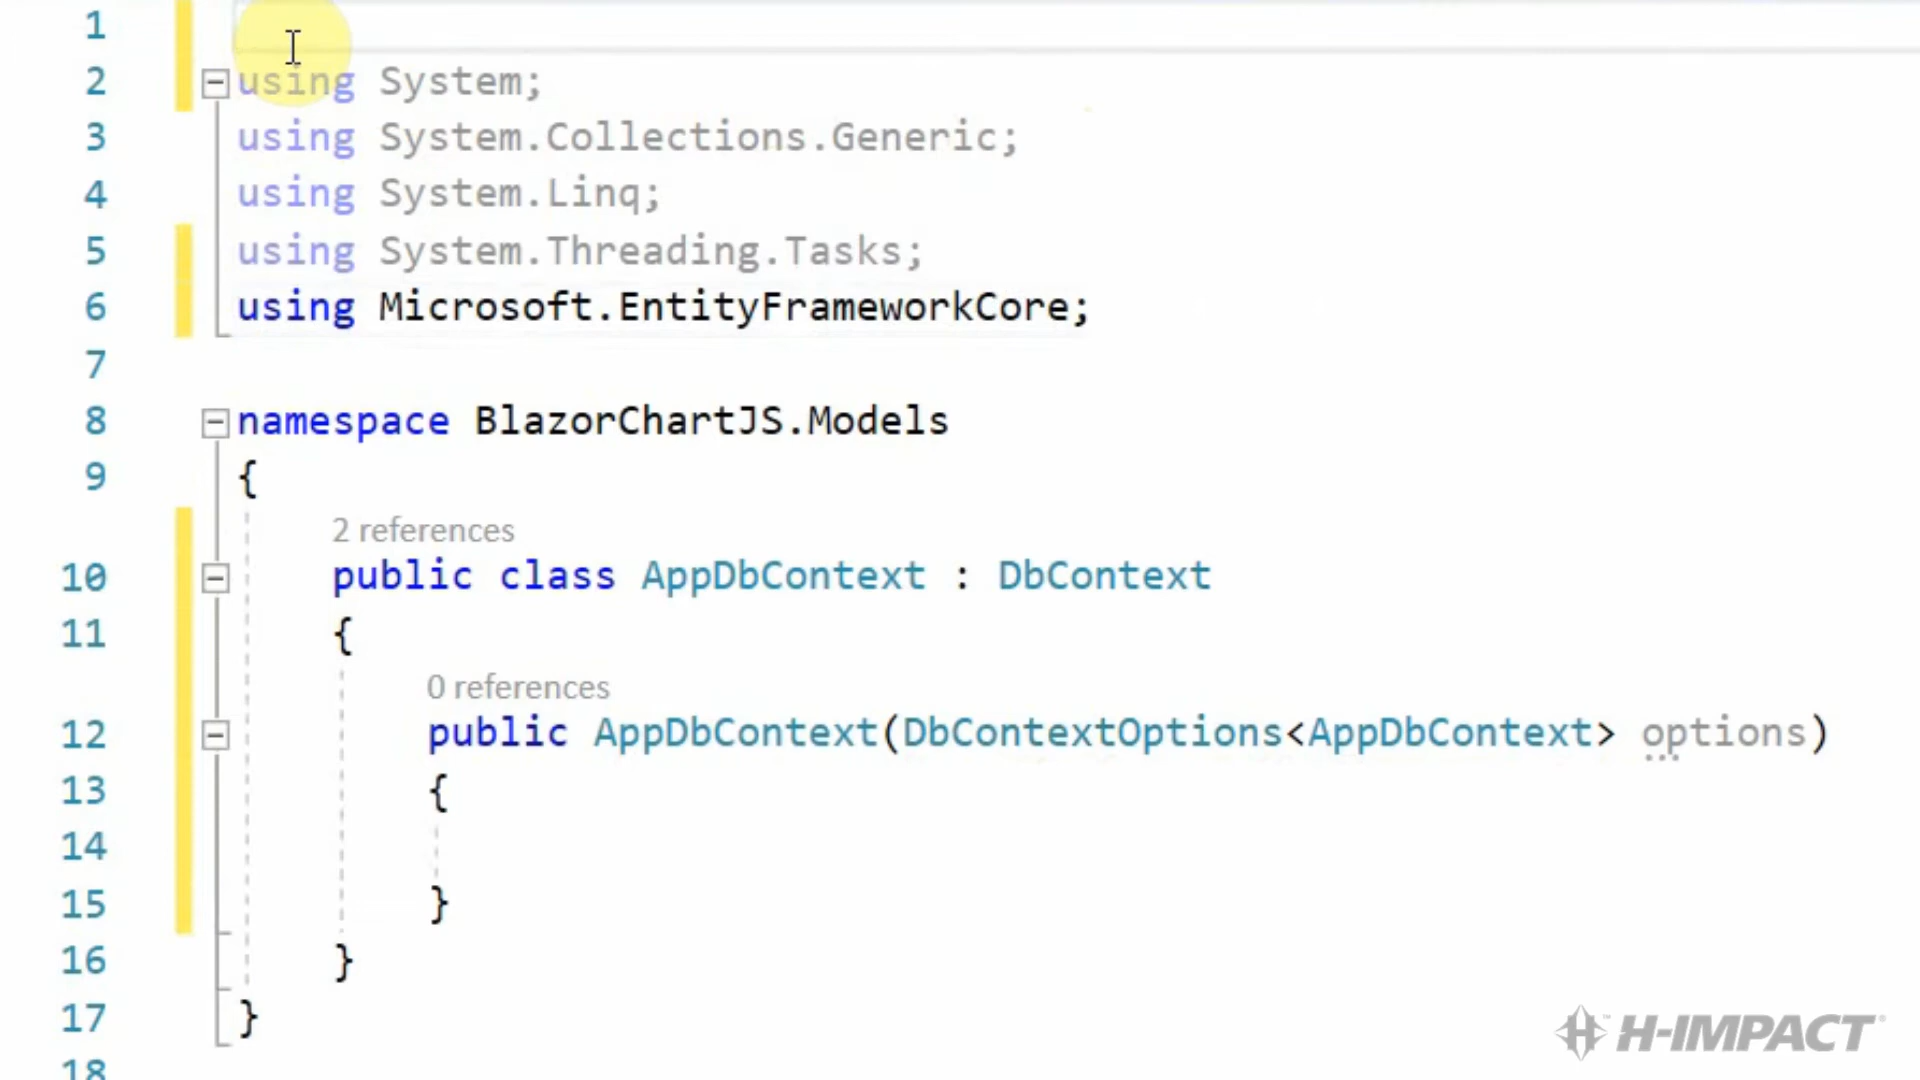 1
2 using System;
3 using System.Collections.Generic;
4 using System.Linq;
5 using System.Threading.Tasks;
6 using Microsoft.EntityFrameworkCore;
7
8 namespace BlazorChartJS.Models
9 {
2 references
10 public class AppDbContext : DbContext
11 {
0 references
12 public AppDbContext(DbContextOptions<AppDbContext> options)
13 {
14
15 }
16 }
17 }
18
H-IMPACT